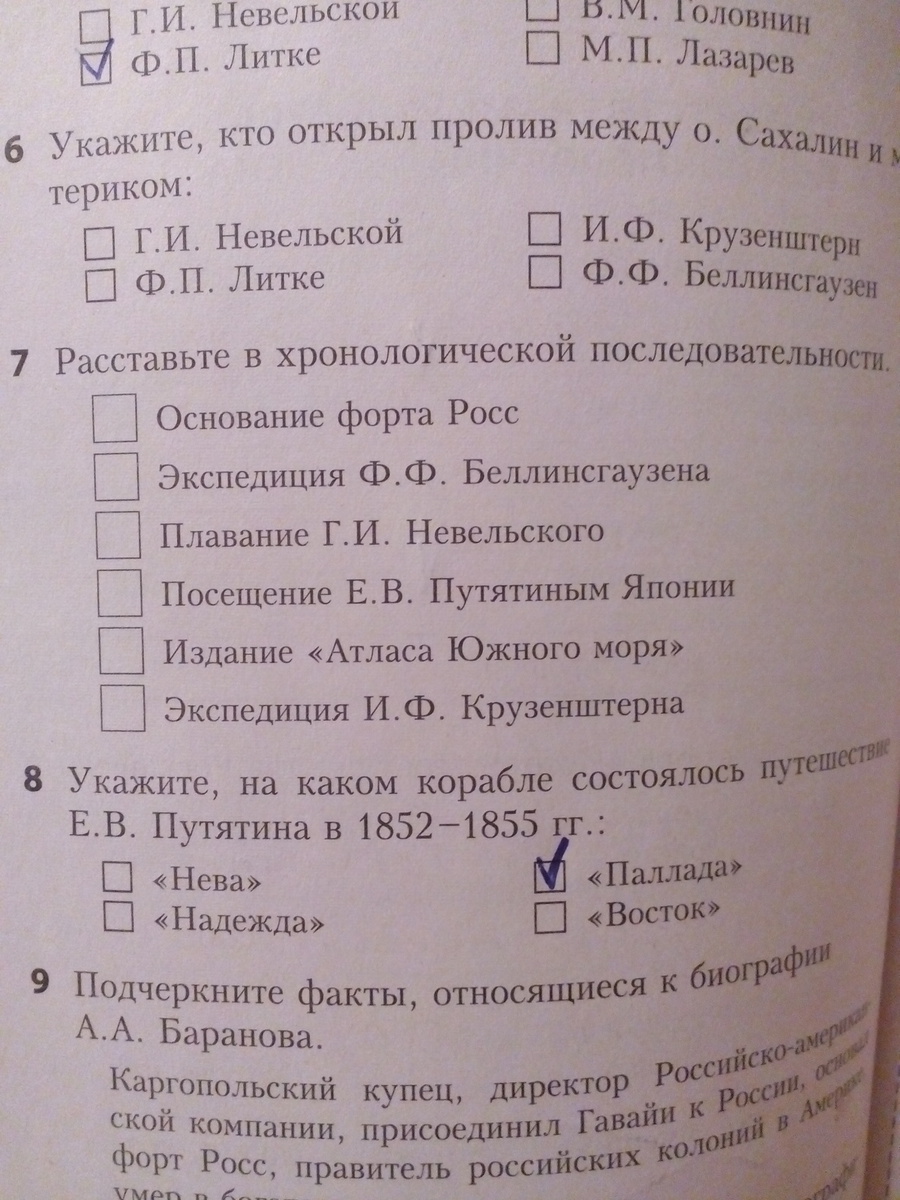 Г.И. Невельской
В.М. Головнин
Ф.П. Литке
М.П. Лазарев
6 Укажите, кто открыл пролив между о. Сахалин и м
териком:
Г.И. Невельской
И.Ф. Крузенштерн
Ф.П. Литке
Ф.Ф. Беллинсгаузен
7 Расставьте в хронологической последовательности.
Основание форта Росс
Экспедиция Ф.Ф. Беллинсгаузена
Плавание Г.И. Невельского
Посещение Е.В. Путятиным Японии
Издание «Атласа Южного моря»
Экспедиция И.Ф. Крузенштерна
8 Укажите, на каком корабле состоялось путешествие
Е.В. Путятина в 1852–1855 гг.:
«Нева»
«Паллада»
«Надежда»
«Восток»
9 Подчеркните факты, относящиеся к биографии
А.А. Баранова.
Каргопольский купец, директор Российско-американ
ской компании, присоединил Гавайи к России, основал
форт Росс, правитель российских колоний в Америке
умер в